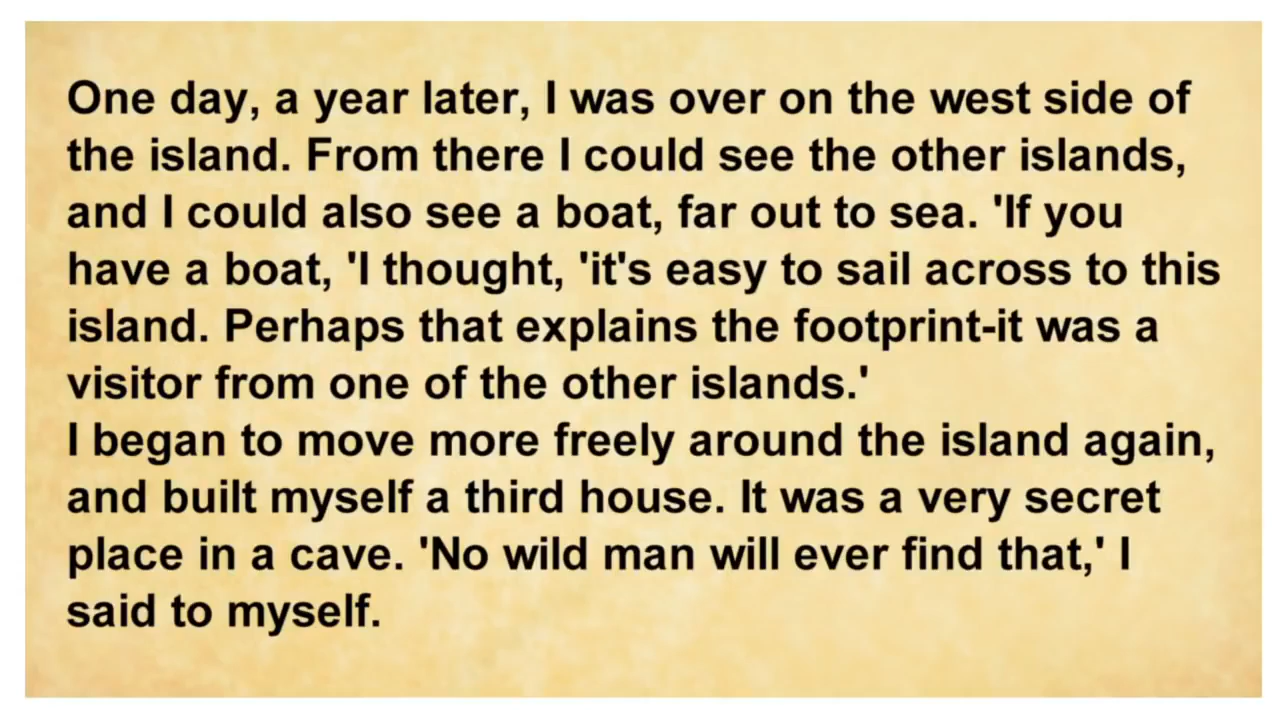 One day, a year later, I was over on the west side of
the island. From there I could see the other islands,
and I could also see a boat, far out to sea. 'If you
have a boat, 'I thought, 'it's easy to sail across to this
island. Perhaps that explains the footprint-it was a
visitor from one of the other islands.'
I began to move more freely around the island again,
and built myself a third house. It was a very secret
place in a cave. 'No wild man will ever find that,' I
said to myself.